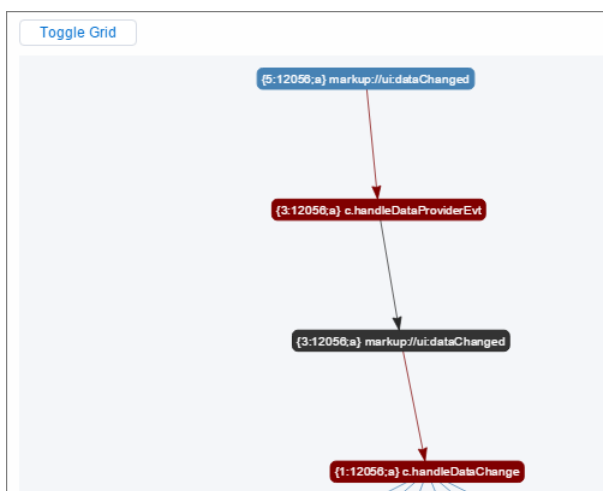 Toggle Grid
{5:12056;a} markup://ui:dataChanged
{3:12056;a} c.handleDataProviderEvt
{3:12056;a} markup://ui:dataChanged
{1:12056;a} c.handleDataChange